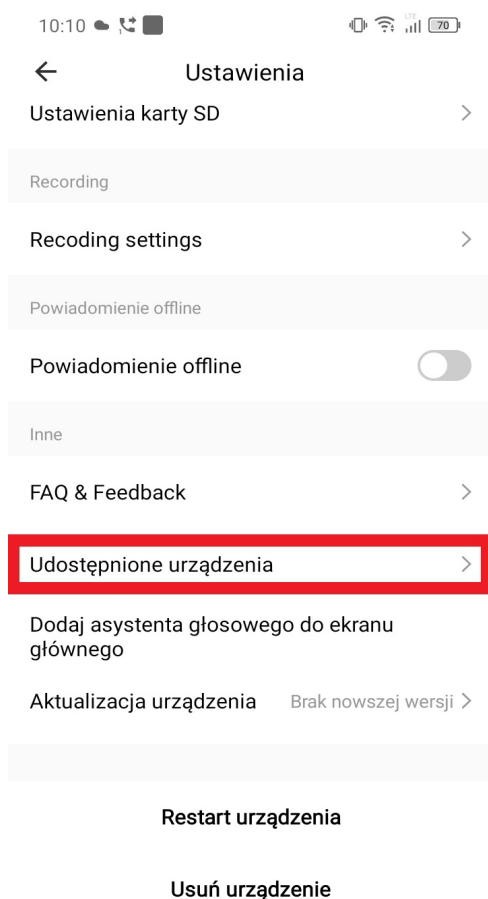 10:10
LTE
70
Ustawienia
Ustawienia karty SD
Recording
Recoding settings
Powiadomienie offline
Powiadomienie offline
Inne
FAQ & Feedback
Udostępnione urządzenia
Dodaj asystenta głosowego do ekranu
głównego
Aktualizacja urządzenia Brak nowszej wersji
Restart urządzenia
Usuń urządzenie